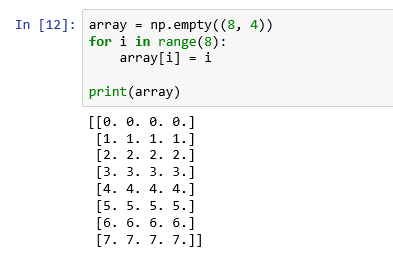 In [12]: array = np.empty((8, 4))
for i in range(8):
    array[i] = i

print(array)
[[0. 0. 0. 0.]
 [1. 1. 1. 1.]
 [2. 2. 2. 2.]
 [3. 3. 3. 3.]
 [4. 4. 4. 4.]
 [5. 5. 5. 5.]
 [6. 6. 6. 6.]
 [7. 7. 7. 7.]]